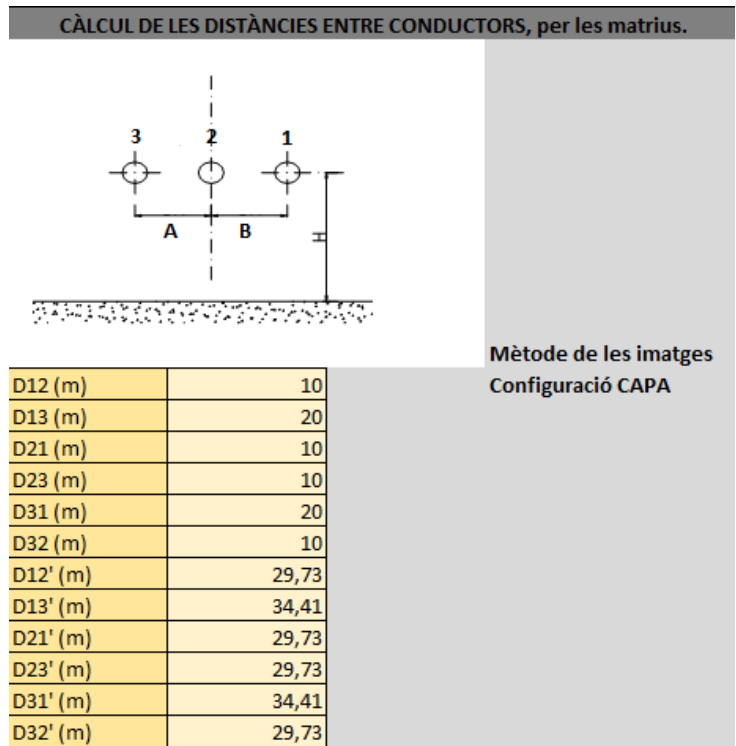 CÀLCUL DE LES DISTÀNCIES ENTRE CONDUCTORS, per les matrius.
3 2 1
A B
H
Mètode de les imatges
D12 (m) 10 Configuració CAPA
D13 (m) 20
D21 (m) 10
D23 (m) 10
D31 (m) 20
D32 (m) 10
D12' (m) 29,73
D13' (m) 34,41
D21' (m) 29,73
D23' (m) 29,73
D31' (m) 34,41
D32' (m) 29,73